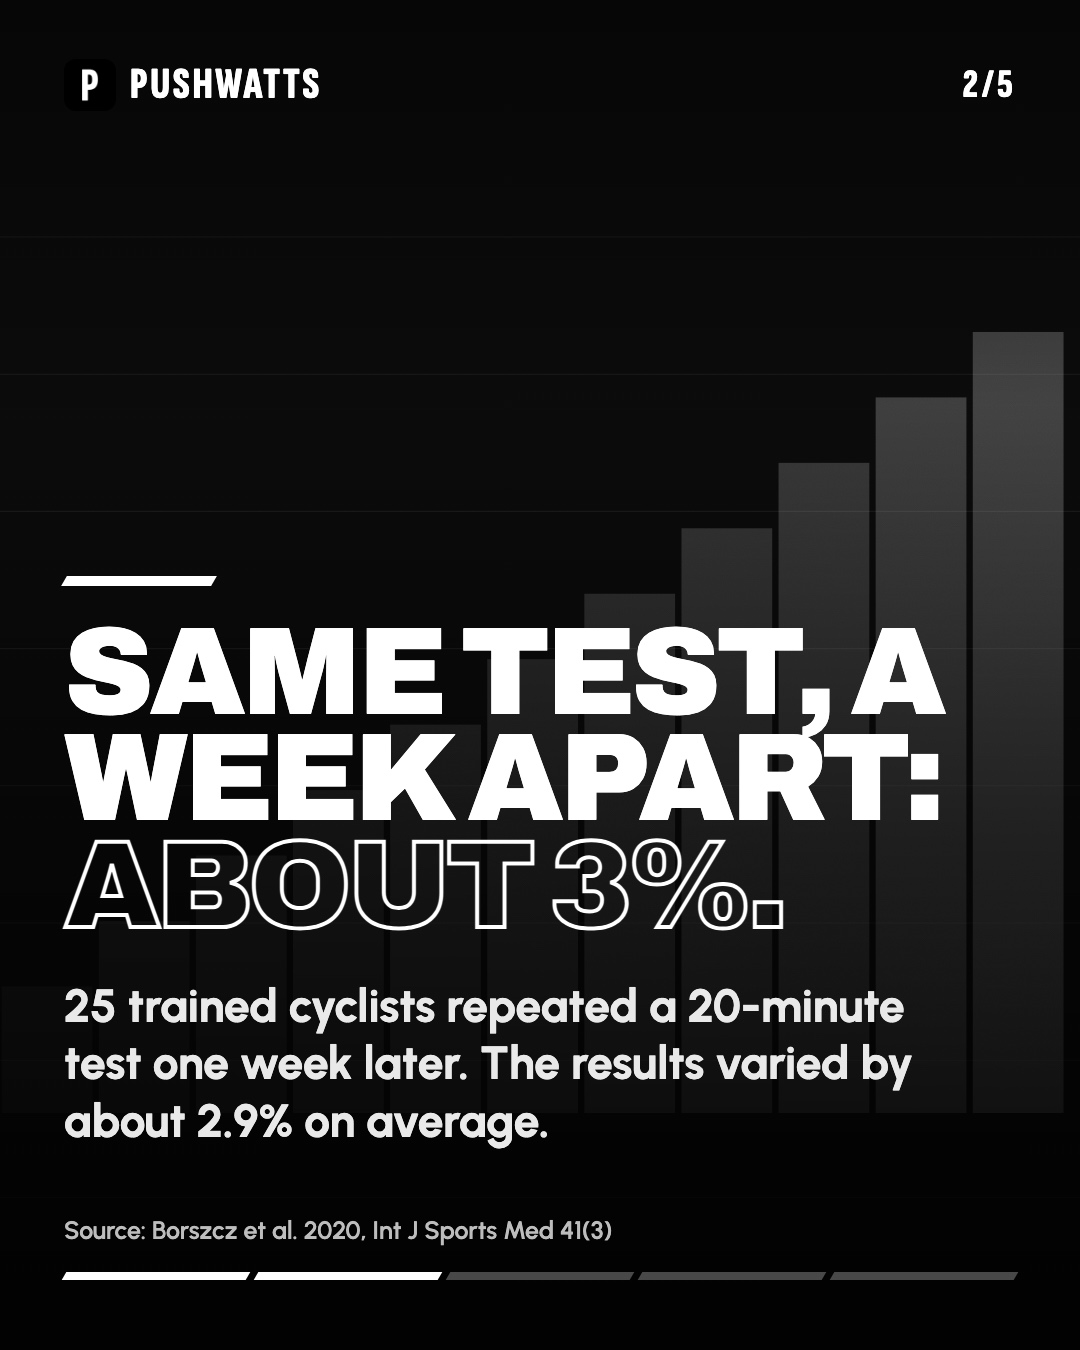 P PUSHWATTS
2/5
SAME TEST, A
WEEK APART:
ABOUT 3%.
25 trained cyclists repeated a 20-minute
test one week later. The results varied by
about 2.9% on average.
Source: Borszcz et al. 2020, Int J Sports Med 41(3)